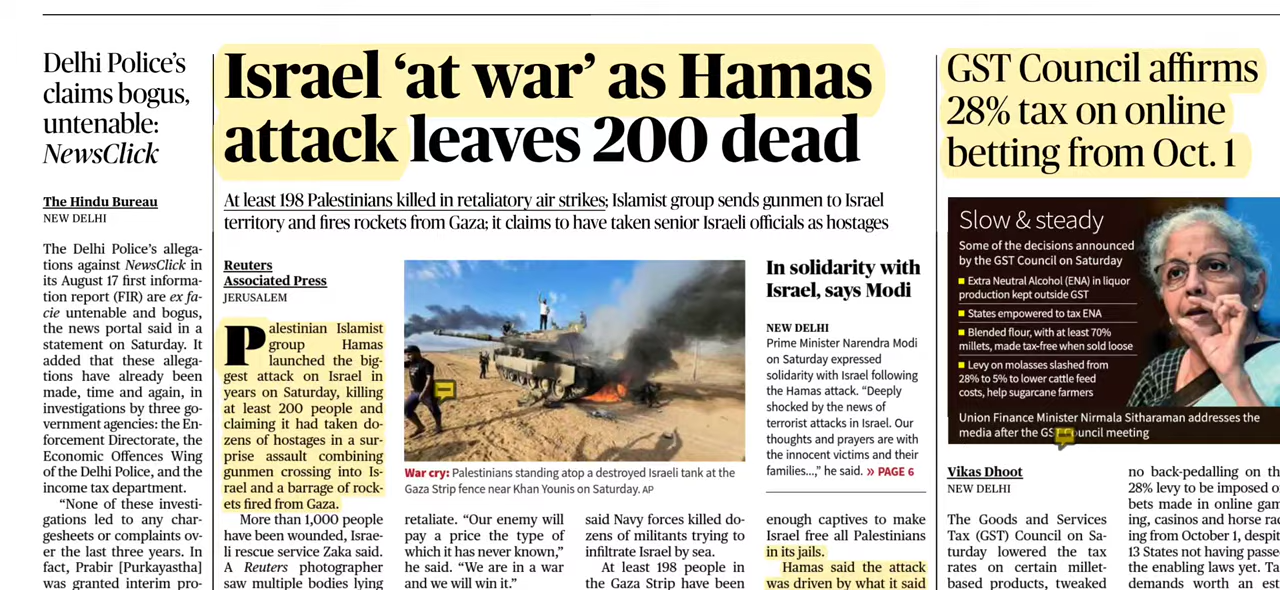 Delhi Police's
claims bogus,
untenable:
NewsClick
The Hindu Bureau
NEW DELHI
The Delhi Police's allega-
tions against NewsClick in
its August 17 first informa-
tion report (FIR) are ex fa-
cie untenable and bogus,
the news portal said in a
statement on Saturday. It
added that these allega-
tions have already been
made, time and again, in
investigations by three go-
vernment agencies: the En-
forcement Directorate, the
Economic Offences Wing
of the Delhi Police, and the
income tax department.
“None of these investi-
gations led to any char-
gesheets or complaints ov-
er the last three years. In
fact, Prabir [Purkayastha]
was granted interim pro-
Israel ‘at war’ as Hamas
attack leaves 200 dead
At least 198 Palestinians killed in retaliatory air strikes; Islamist group sends gunmen to Israel
territory and fires rockets from Gaza; it claims to have taken senior Israeli officials as hostages
Reuters
Associated Press
JERUSALEM
Palestinian Islamist
group Hamas
launched the big-
gest attack on Israel in
years on Saturday, killing
at least 200 people and
claiming it had taken do-
zens of hostages in a sur-
prise assault combining
gunmen crossing into Is-
rael and a barrage of rock-
ets fired from Gaza.
More than 1,000 people
have been wounded, Israe-
li rescue service Zaka said.
A Reuters photographer
saw multiple bodies lying
War cry: Palestinians standing atop a destroyed Israeli tank at the
Gaza Strip fence near Khan Younis on Saturday. AP
retaliate. “Our enemy will
pay a price the type of
which it has never known,”
he said. “We are in a war
and we will win it.”
said Navy forces killed do-
zens of militants trying to
infiltrate Israel by sea.
At least 198 people in
the Gaza Strip have been
In solidarity with
Israel, says Modi
NEW DELHI
Prime Minister Narendra Modi
on Saturday expressed
solidarity with Israel following
the Hamas attack. “Deeply
shocked by the news of
terrorist attacks in Israel. Our
thoughts and prayers are with
the innocent victims and their
families...,” he said. » PAGE 6
enough captives to make
Israel free all Palestinians
in its jails.
Hamas said the attack
was driven by what it said
GST Council affirms
28% tax on online
betting from Oct. 1
Slow & steady
Some of the decisions announced
by the GST Council on Saturday
Extra Neutral Alcohol (ENA) in liquor
production kept outside GST
States empowered to tax ENA
Blended flour, with at least 70%
millets, made tax-free when sold loose
Levy on molasses slashed from
28% to 5% to lower cattle feed
costs, help sugarcane farmers
Union Finance Minister Nirmala Sitharaman addresses the
media after the meeting
Vikas Dhoot
NEW DELHI
The Goods and Services
Tax (GST) Council on Sa-
turday lowered the tax
rates on certain millet-
based products, tweaked
no back-pedalling on th
28% levy to be imposed o
bets made in online gam
ing, casinos and horse rac
ing from October 1, despit
13 States not having passe
the enabling laws yet. Ta
demands worth an est